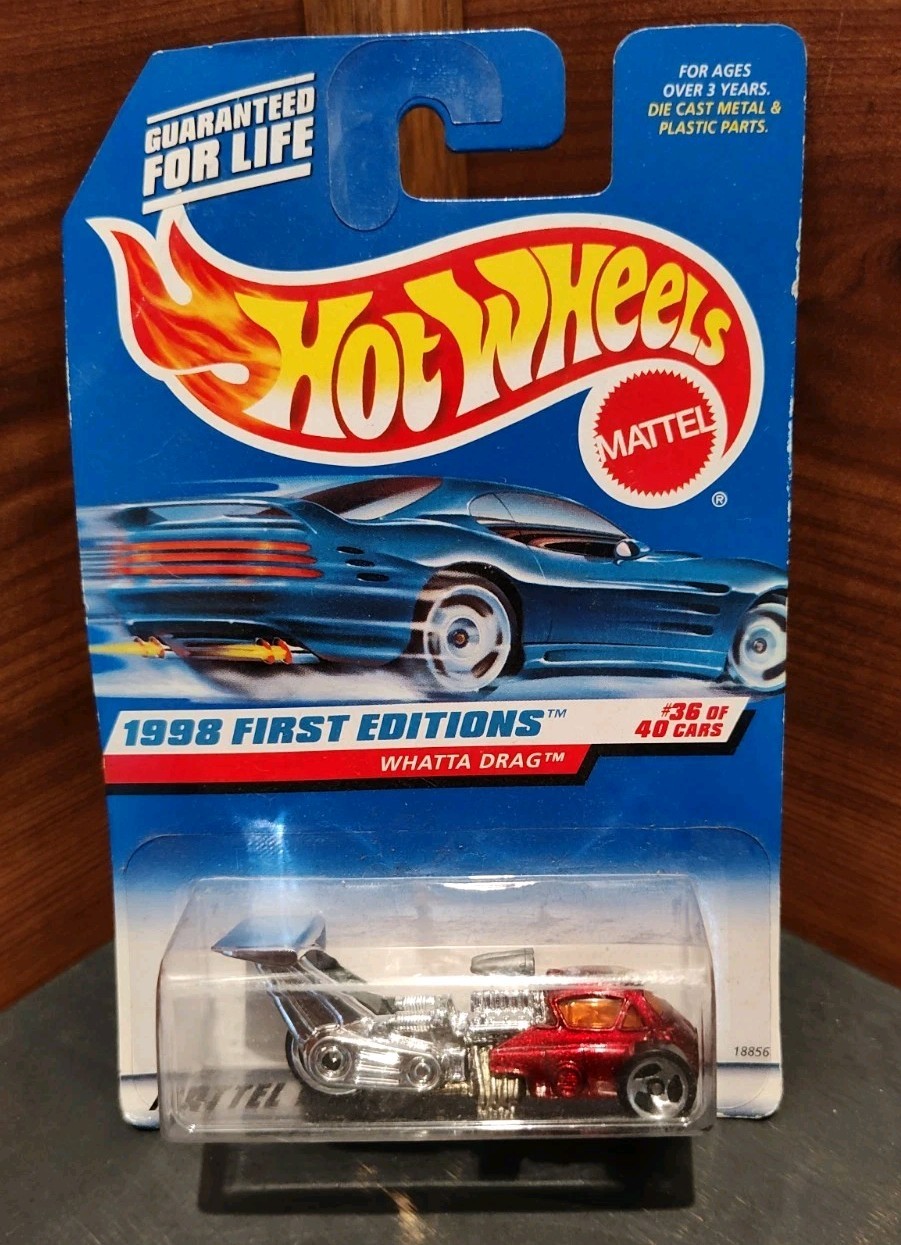 GUARANTEED
FOR LIFE
FOR AGES
OVER 3 YEARS.
DIE CAST METAL &
PLASTIC PARTS.
HOT WHEELS
MATTEL
®
1998 FIRST EDITIONS™
#36 OF
40 CARS
WHATTA DRAG™
18856
MATTEL